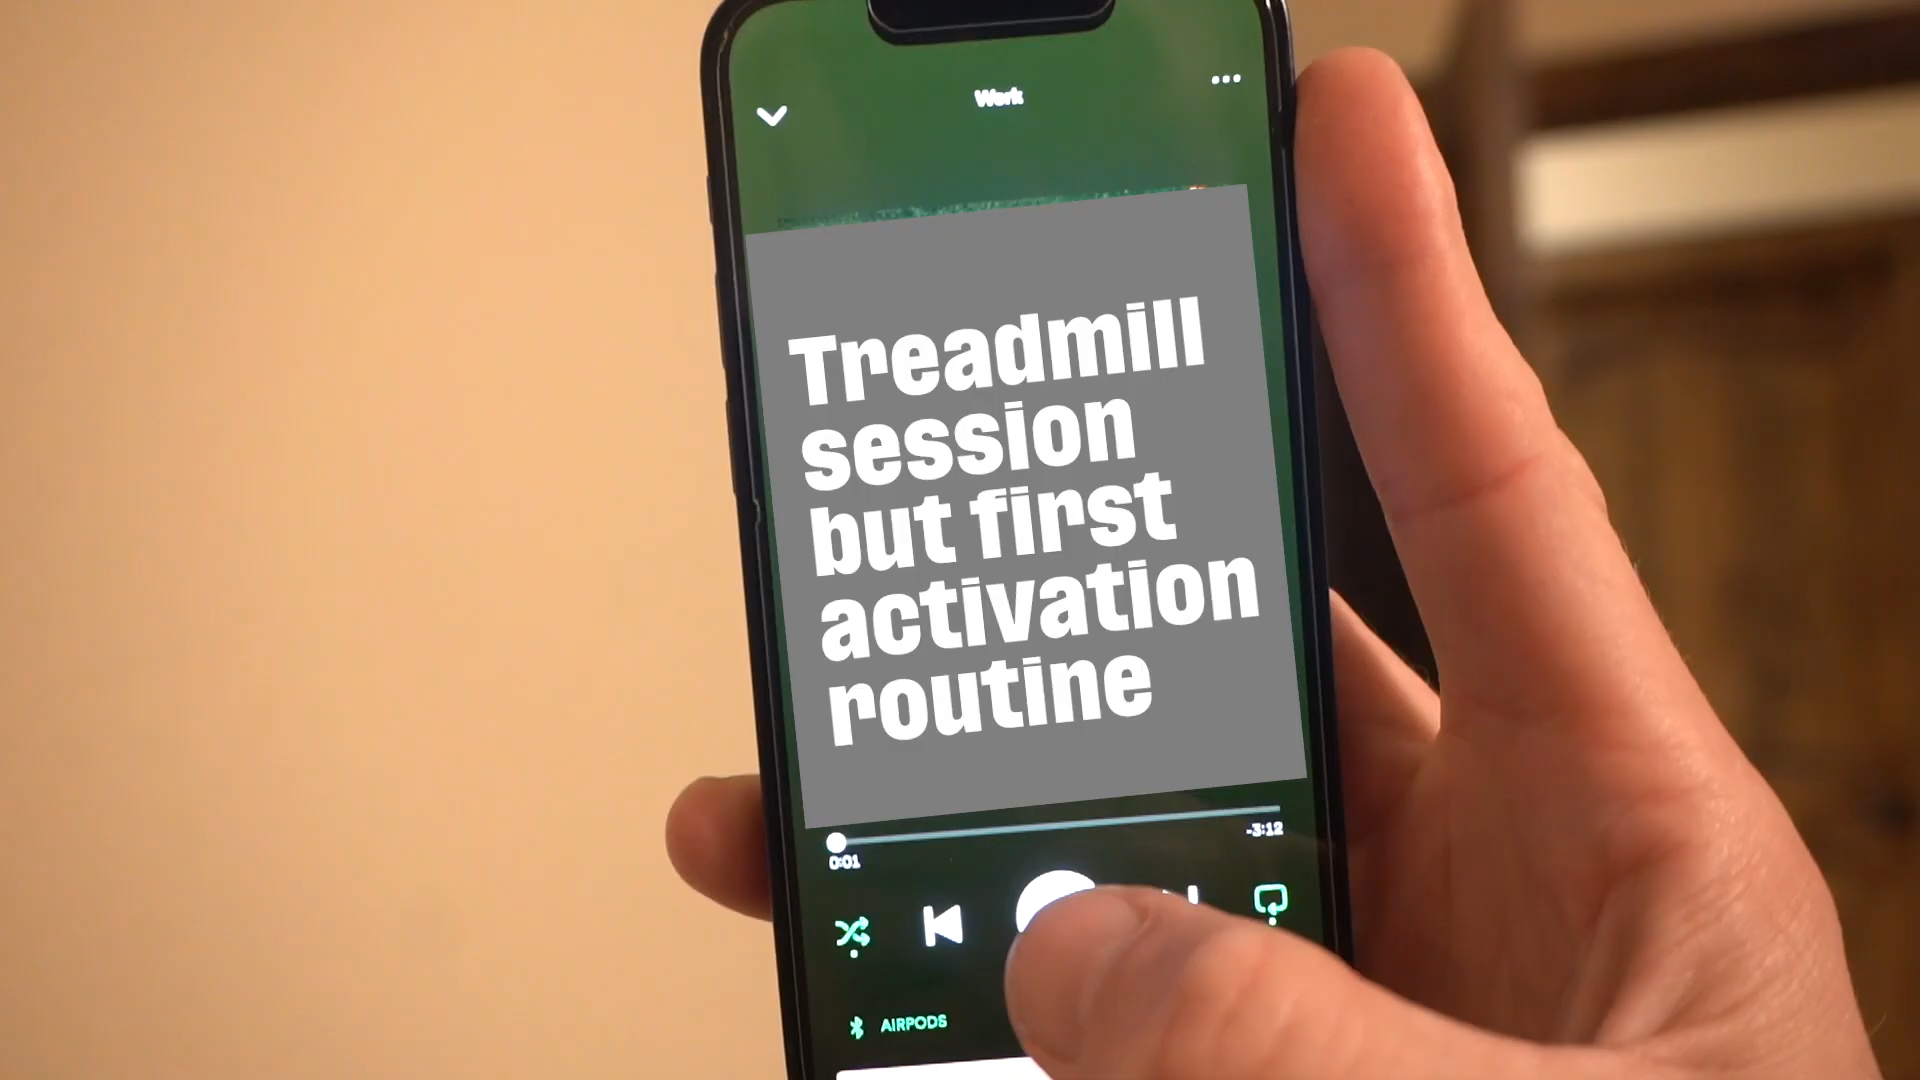 Work
Treadmill
session
but first
activation
routine
-3:12
0:01
AIRPODS